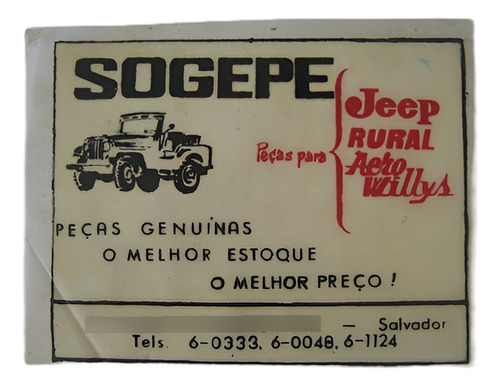 SOGEPE
Peças para
Jeep
RURAL
Aero
Willys
PEÇAS GENUÍNAS
O MELHOR ESTOQUE
O MELHOR PREÇO !
— Salvador
Tels. 6-0333, 6-0048, 6-1124